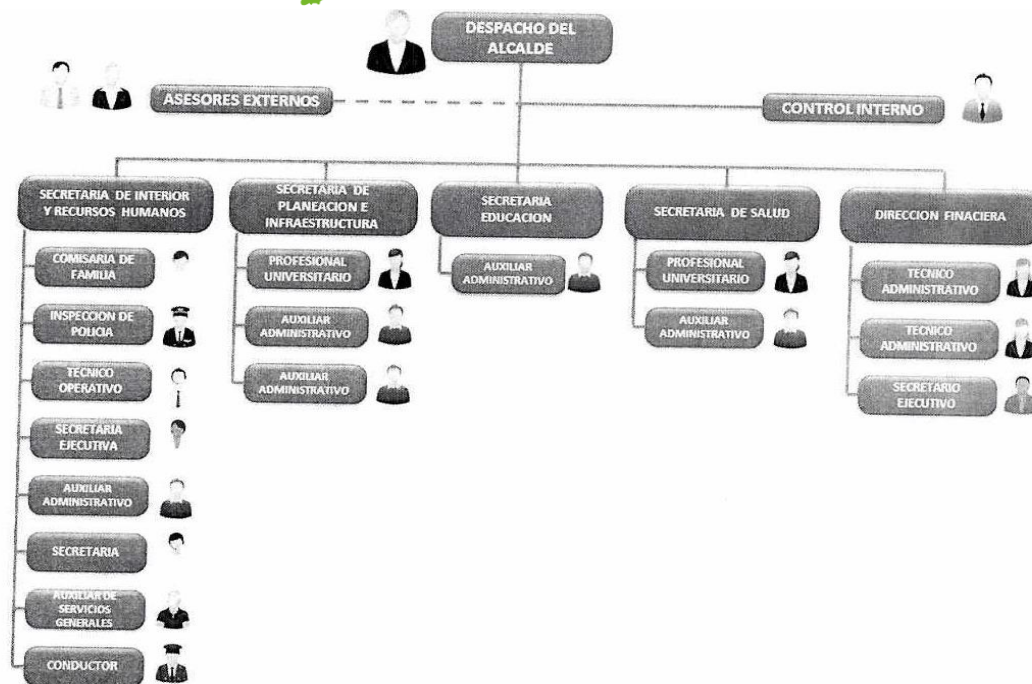 DESPACHO DEL
ALCALDE
ASESORES EXTERNOS
CONTROL INTERNO
SECRETARIA DE INTERIOR
Y RECURSOS HUMANOS
COMISARIA DE
FAMILIA
INSPECCION DE
POLICIA
TECNICO
OPERATIVO
SECRETARIA
EJECUTIVA
AUXILIAR
ADMINISTRATIVO
SECRETARIA
AUXILIAR DE
SERVICIOS
GENERALES
CONDUCTOR
SECRETARIA DE
PLANEACION E
INFRAESTRUCTURA
PROFESIONAL
UNIVERSITARIO
AUXILIAR
ADMINISTRATIVO
AUXILIAR
ADMINISTRATIVO
SECRETARIA
EDUCACION
AUXILIAR
ADMINISTRATIVO
SECRETARIA DE SALUD
PROFESIONAL
UNIVERSITARIO
AUXILIAR
ADMINISTRATIVO
DIRECCION FINACIERA
TECNICO
ADMINISTRATIVO
TECNICO
ADMINISTRATIVO
SECRETARIO
EJECUTIVO